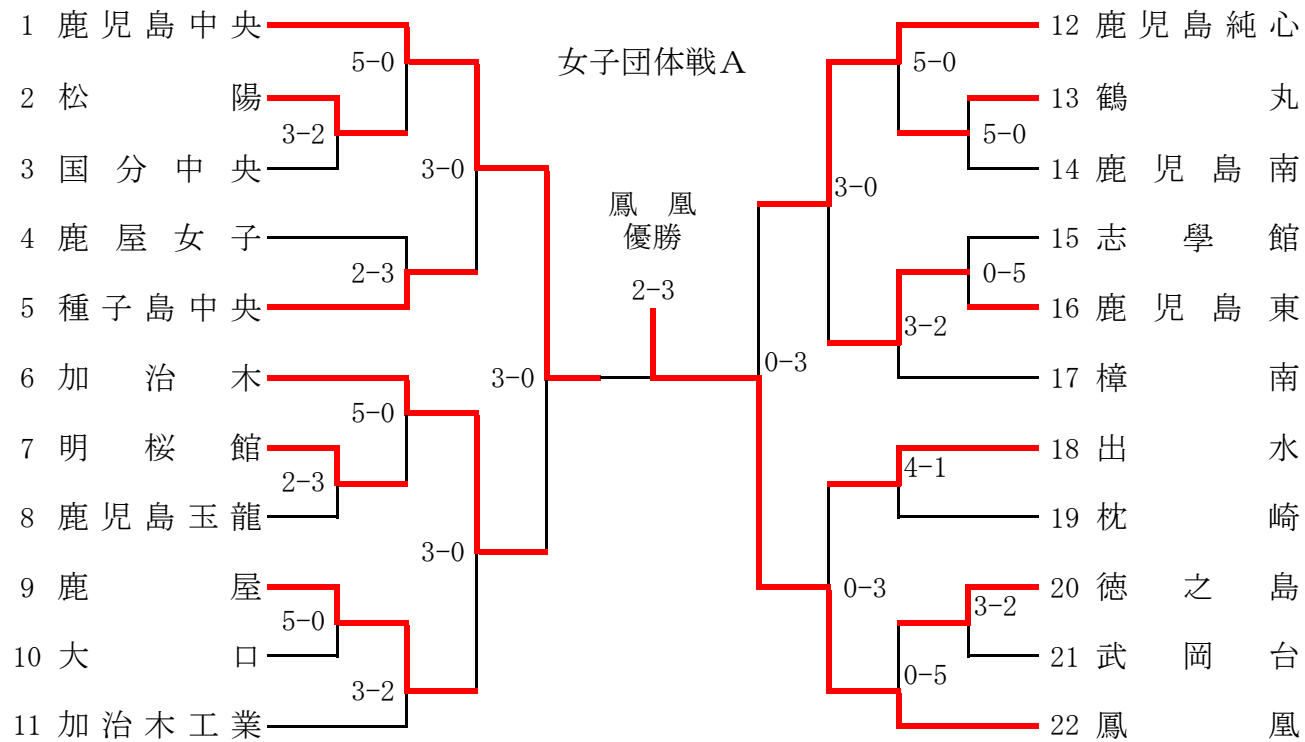 女子団体戦A
1 鹿児島中央
5-0
2 松陽
3-2
3 国分中央
3-0
4 鹿屋女子
2-3
5 種子島中央
3-0
6 加治木
5-0
7 明桜館
2-3
8 鹿児島玉龍
3-0
9 鹿屋
5-0
10 大口
3-2
11 加治木工業
鳳凰
優勝
2-3
12 鹿児島純心
5-0
13 鶴丸
5-0
14 鹿児島南
3-0
15 志學館
0-5
16 鹿児島東
3-2
17 樟南
0-3
18 出水
4-1
19 枕崎
0-3
20 徳之島
3-2
21 武岡台
0-5
22 鳳凰